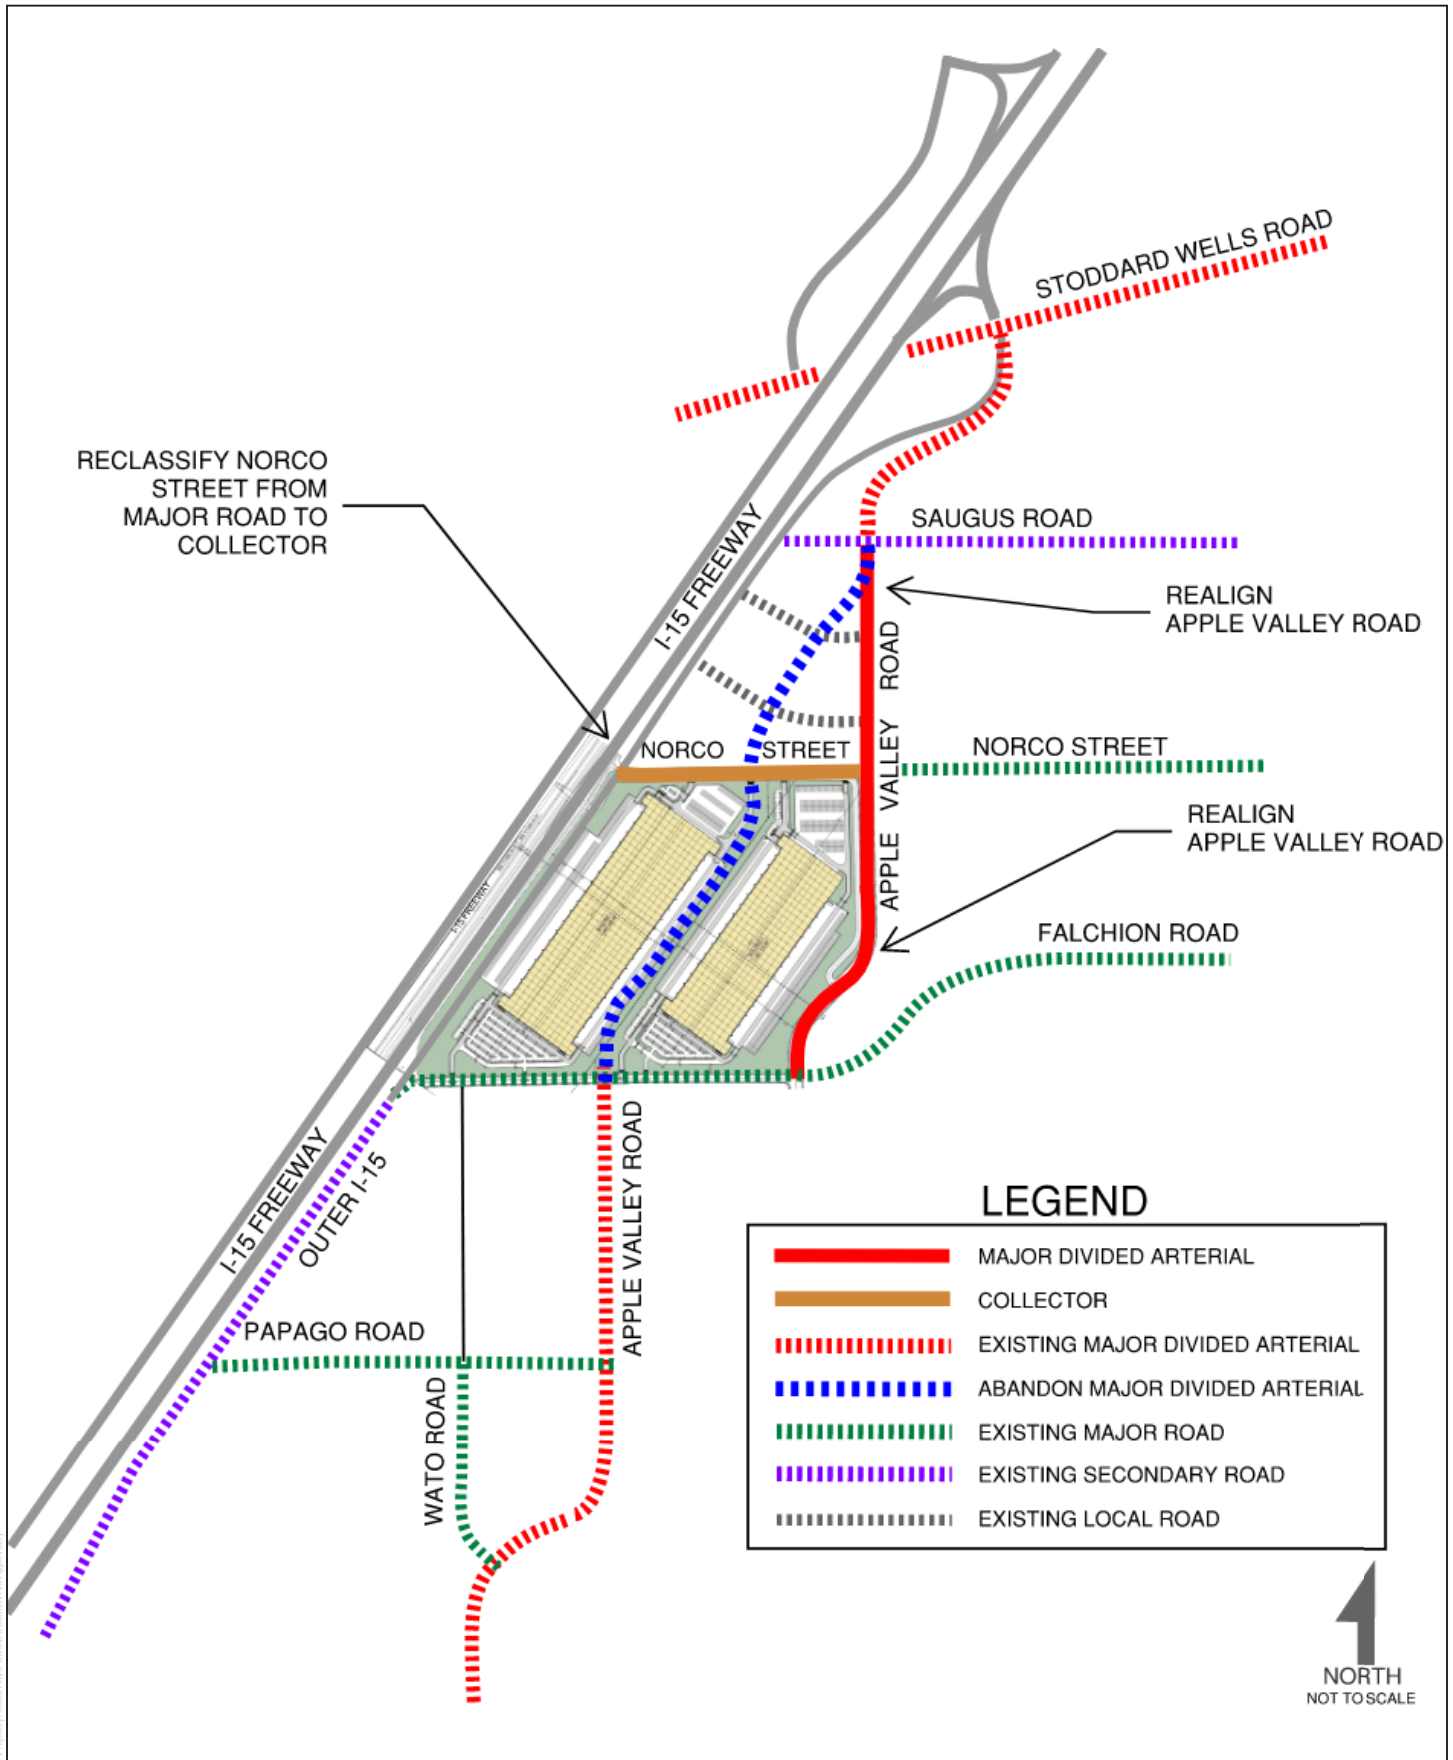 STODDARD WELLS ROAD
RECLASSIFY NORCO
STREET FROM
MAJOR ROAD TO
COLLECTOR
I-15 FREEWAY
SAUGUS ROAD
REALIGN
APPLE VALLEY ROAD
APPLE VALLEY ROAD
NORCO STREET
NORCO STREET
REALIGN
APPLE VALLEY ROAD
I-15 FREEWAY
FALCHION ROAD
I-15 FREEWAY
OUTER I-15
APPLE VALLEY ROAD
PAPAGO ROAD
WATO ROAD
LEGEND
MAJOR DIVIDED ARTERIAL
COLLECTOR
EXISTING MAJOR DIVIDED ARTERIAL
ABANDON MAJOR DIVIDED ARTERIAL
EXISTING MAJOR ROAD
EXISTING SECONDARY ROAD
EXISTING LOCAL ROAD
NORTH
NOT TO SCALE